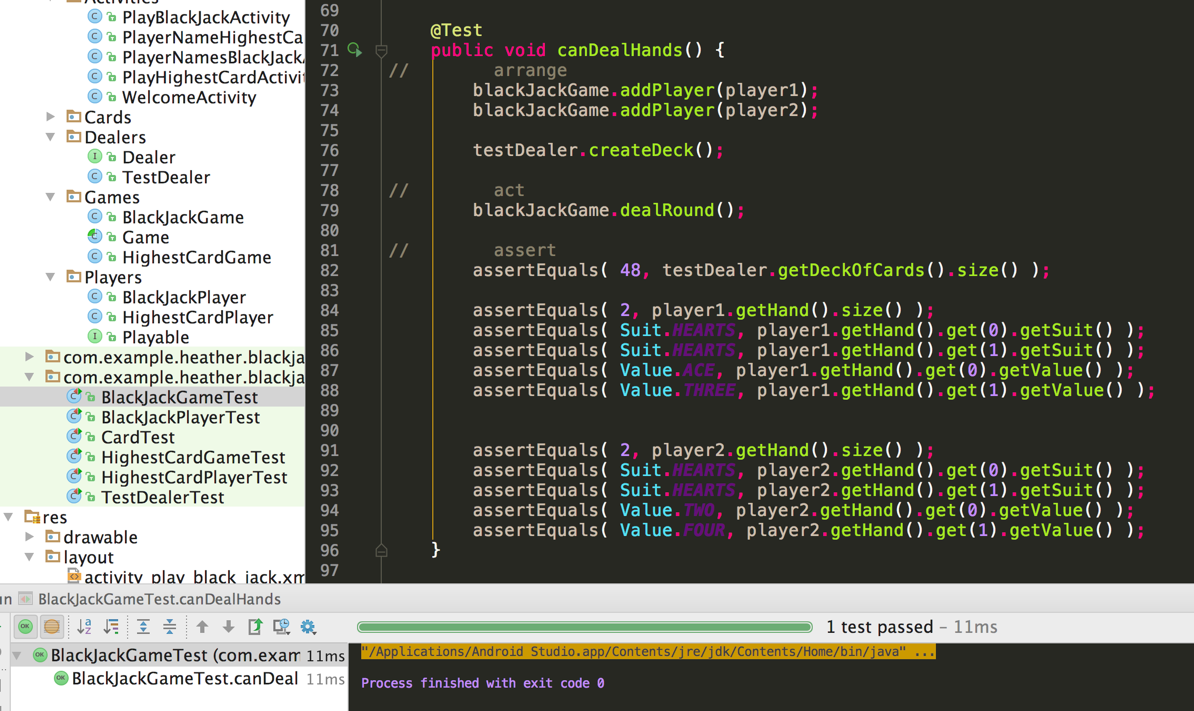 Activities
PlayBlackJackActivity
PlayerNameHighestCa
PlayerNamesBlackJack
PlayHighestCardActivi
WelcomeActivity
Cards
Dealers
Dealer
TestDealer
Games
BlackJackGame
Game
HighestCardGame
Players
BlackJackPlayer
HighestCardPlayer
Playable
com.example.heather.blackja
com.example.heather.blackja
BlackJackGameTest
BlackJackPlayerTest
CardTest
HighestCardGameTest
HighestCardPlayerTest
TestDealerTest
res
drawable
layout
activity_play_black_jack.xm
69
70 @Test
71 public void canDealHands() {
72 // arrange
73 blackJackGame.addPlayer(player1);
74 blackJackGame.addPlayer(player2);
75
76 testDealer.createDeck();
77
78 // act
79 blackJackGame.dealRound();
80
81 // assert
82 assertEquals( 48, testDealer.getDeckOfCards().size() );
83
84 assertEquals( 2, player1.getHand().size() );
85 assertEquals( Suit.HEARTS, player1.getHand().get(0).getSuit() );
86 assertEquals( Suit.HEARTS, player1.getHand().get(1).getSuit() );
87 assertEquals( Value.ACE, player1.getHand().get(0).getValue() );
88 assertEquals( Value.THREE, player1.getHand().get(1).getValue() );
89
90
91 assertEquals( 2, player2.getHand().size() );
92 assertEquals( Suit.HEARTS, player2.getHand().get(0).getSuit() );
93 assertEquals( Suit.HEARTS, player2.getHand().get(1).getSuit() );
94 assertEquals( Value.TWO, player2.getHand().get(0).getValue() );
95 assertEquals( Value.FOUR, player2.getHand().get(1).getValue() );
96 }
97
un BlackJackGameTest.canDealHands
1 test passed – 11ms
BlackJackGameTest (com.exam 11ms
BlackJackGameTest.canDeal 11ms
"/Applications/Android Studio.app/Contents/jre/jdk/Contents/Home/bin/java" ...
Process finished with exit code 0